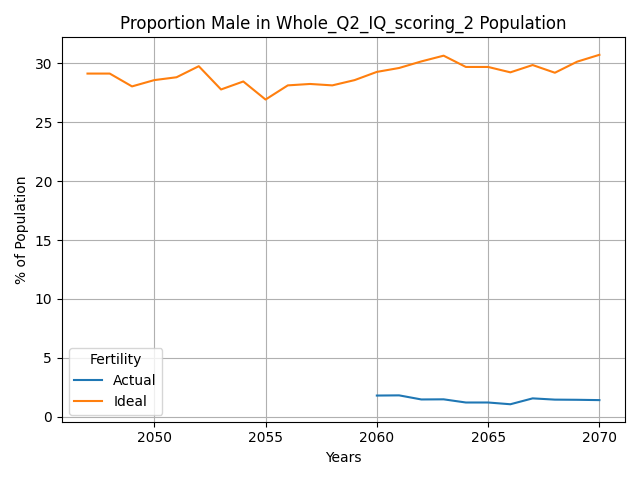 Proportion Male in Whole_Q2_IQ_scoring_2 Population
% of Population
30
25
20
15
10
5
0
Fertility
Actual
Ideal
2050 2055 2060 2065 2070
Years